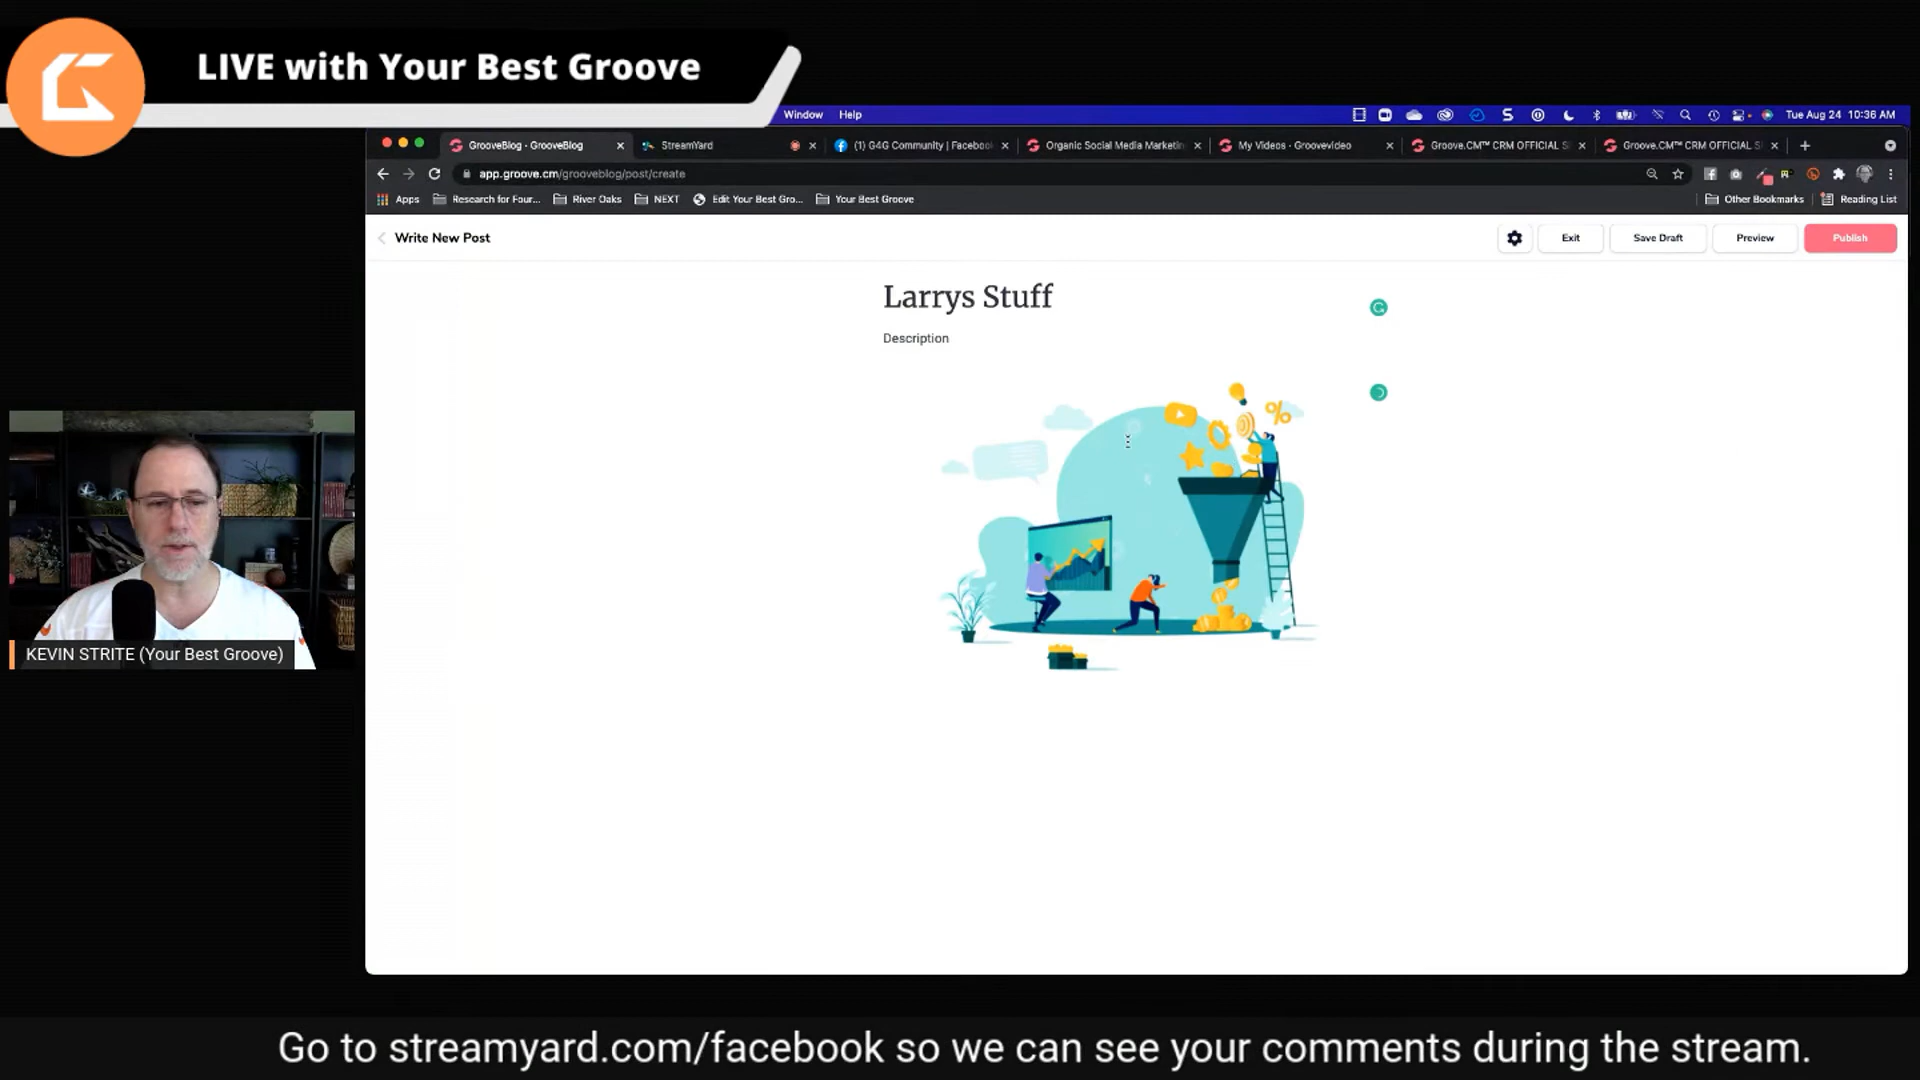 LIVE with Your Best Groove
Window Help
Tue Aug 24 10:36 AM
GrooveBlog - GrooveBlog
StreamYard
(1) G4G Community | Facebook
Organic Social Media Marketin
My Videos - Groovevideo
Groove.CM™ CRM OFFICIAL S
Groove.CM™ CRM OFFICIAL S
app.groove.cm/grooveblog/post/create
Apps
Research for Four...
River Oaks
NEXT
Edit Your Best Gro...
Your Best Groove
Other Bookmarks
Reading List
Write New Post
Exit
Save Draft
Preview
Publish
Larrys Stuff
Description
%
KEVIN STRITE (Your Best Groove)
Go to streamyard.com/facebook so we can see your comments during the stream.